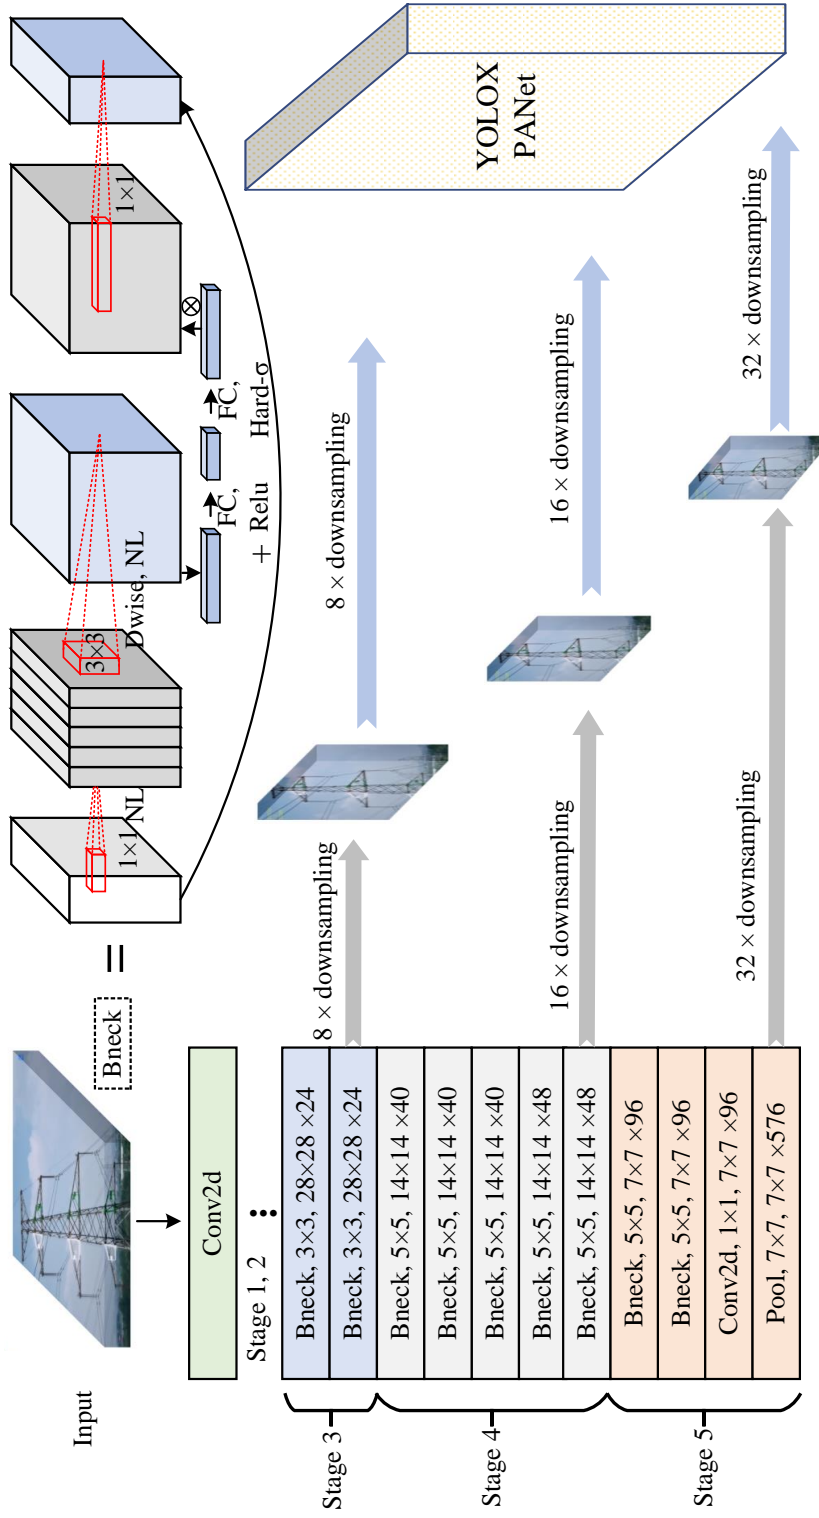 Input
Bneck
=
1×1
NL
3×3
Dwise, NL
FC,
Relu
FC,
Hard-σ
⊗
1×1
+
Conv2d
Stage 1, 2
Stage 3
Bneck, 3×3, 28×28 ×24
Bneck, 3×3, 28×28 ×24
Stage 4
Bneck, 5×5, 14×14 ×40
Bneck, 5×5, 14×14 ×40
Bneck, 5×5, 14×14 ×40
Bneck, 5×5, 14×14 ×48
Bneck, 5×5, 14×14 ×48
Stage 5
Bneck, 5×5, 7×7 ×96
Bneck, 5×5, 7×7 ×96
Conv2d, 1×1, 7×7 ×96
Pool, 7×7, 7×7 ×576
8 × downsampling
8 × downsampling
16 × downsampling
16 × downsampling
32 × downsampling
32 × downsampling
YOLOX
PANet